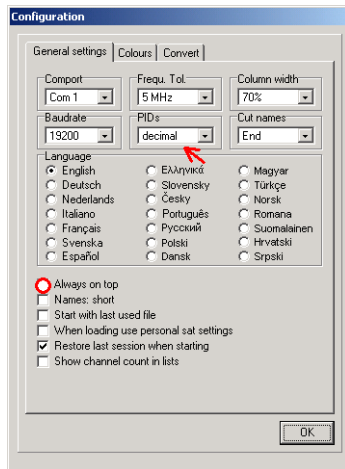 Configuration
General settings Colours Convert
Comport Frequ. Tol. Column width
Com 1 5 MHz 70%
Baudrate PIDs Cut names
19200 decimal End
Language
English Ελληνικά Magyar
Deutsch Slovensky Türkçe
Nederlands Česky Norsk
Italiano Português Romana
Français Русский Suomalainen
Svenska Polski Hrvatski
Español Dansk Srpski
Always on top
Names: short
Start with last used file
When loading use personal sat settings
Restore last session when starting
Show channel count in lists
OK